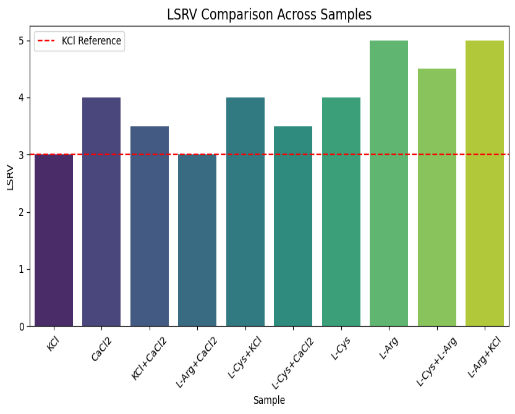 LSRV Comparison Across Samples
KCl Reference
5
4
3
2
1
0
LSRV
KCl
CaCl2
KCl+CaCl2
L-Arg+CaCl2
L-Cys+KCl
L-Cys+CaCl2
L-Cys
L-Arg
L-Cys+L-Arg
L-Arg+KCl
Sample